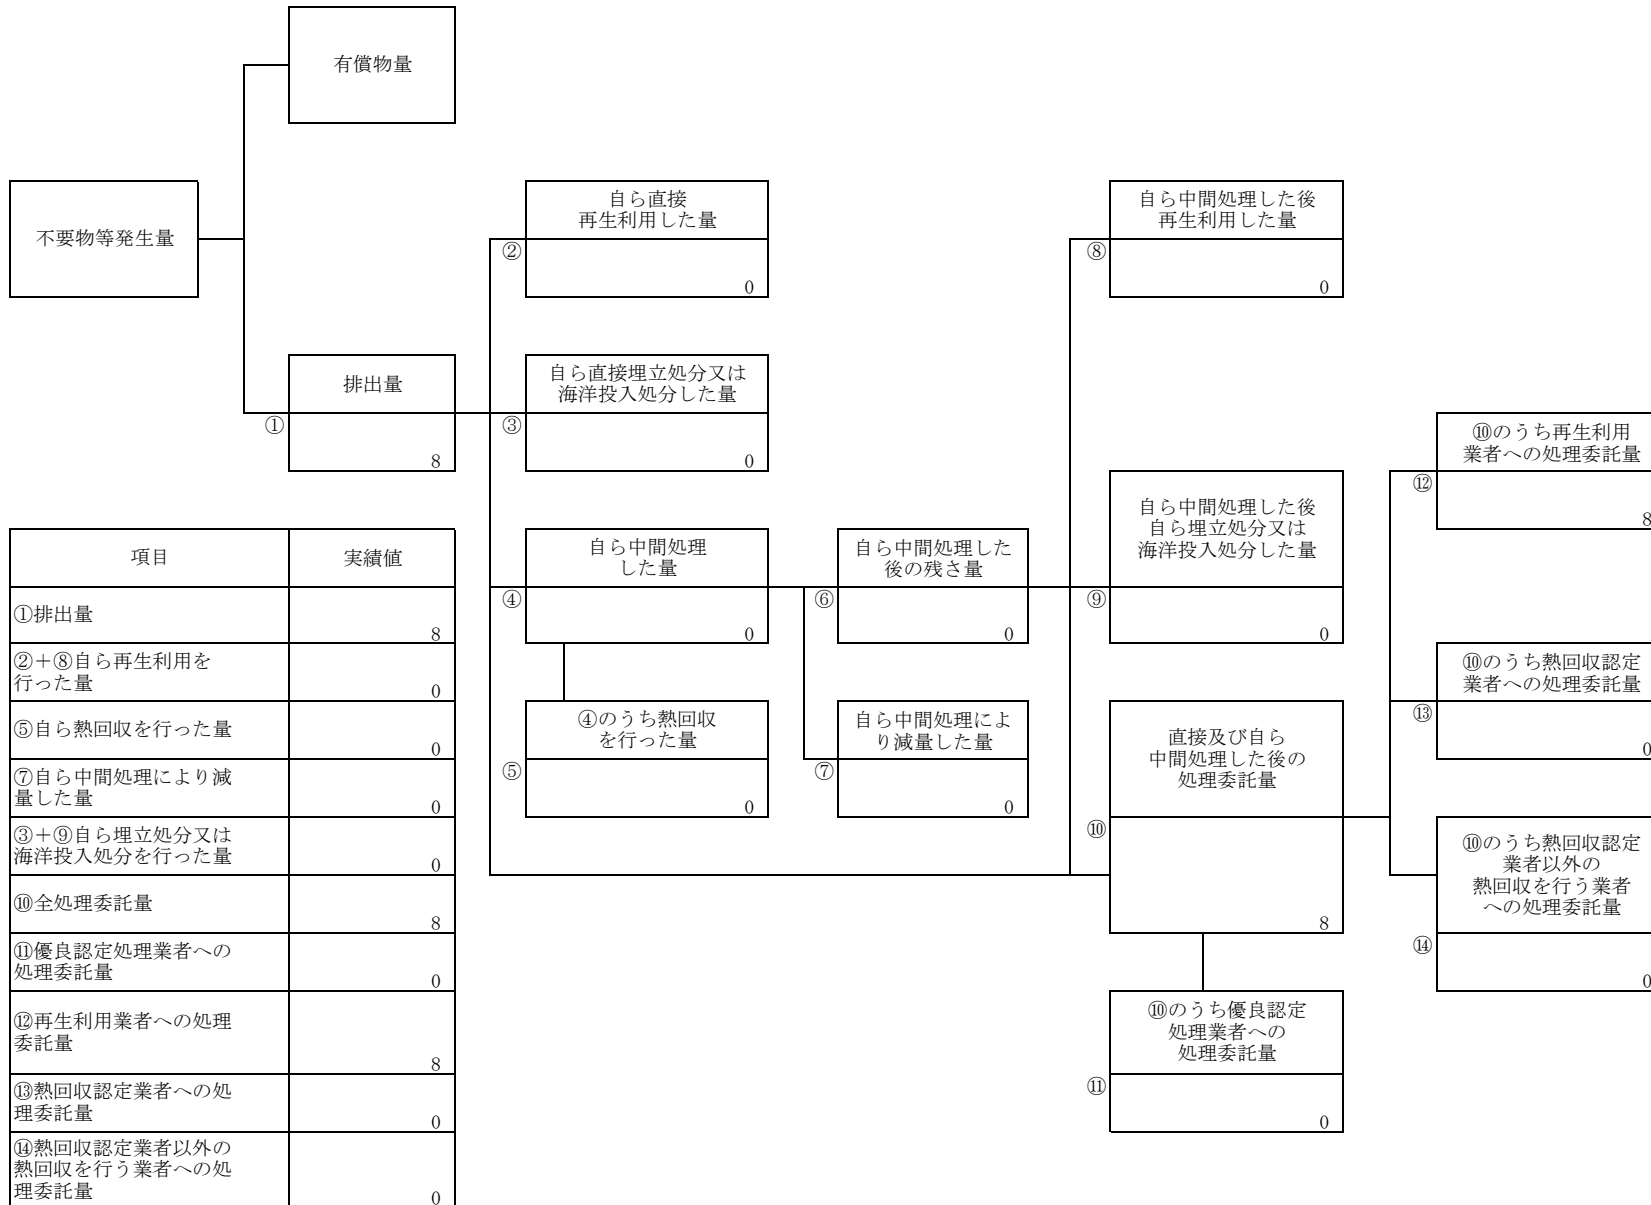 有償物量
不要物等発生量
自ら直接
再生利用した量
②
0
自ら中間処理した後
再生利用した量
⑧
0
排出量
①
8
自ら直接埋立処分又は
海洋投入処分した量
③
0
⑩のうち再生利用
業者への処理委託量
⑫
8
自ら中間処理
した量
④
0
自ら中間処理した
後の残さ量
⑥
0
自ら中間処理した後
自ら埋立処分又は
海洋投入処分した量
⑨
0
⑩のうち熱回収認定
業者への処理委託量
⑬
0
④のうち熱回収
を行った量
⑤
0
自ら中間処理によ
り減量した量
⑦
0
直接及び自ら
中間処理した後の
処理委託量
⑩
8
⑩のうち熱回収認定
業者以外の
熱回収を行う業者
への処理委託量
⑭
0
⑩のうち優良認定
処理業者への
処理委託量
⑪
0
項目 実績値
①排出量
8
②+⑧自ら再生利用を
行った量
0
⑤自ら熱回収を行った量
0
⑦自ら中間処理により減
量した量
0
③+⑨自ら埋立処分又は
海洋投入処分を行った量
0
⑩全処理委託量
8
⑪優良認定処理業者への
処理委託量
0
⑫再生利用業者への処理
委託量
8
⑬熱回収認定業者への処
理委託量
0
⑭熱回収認定業者以外の
熱回収を行う業者への処
理委託量
0